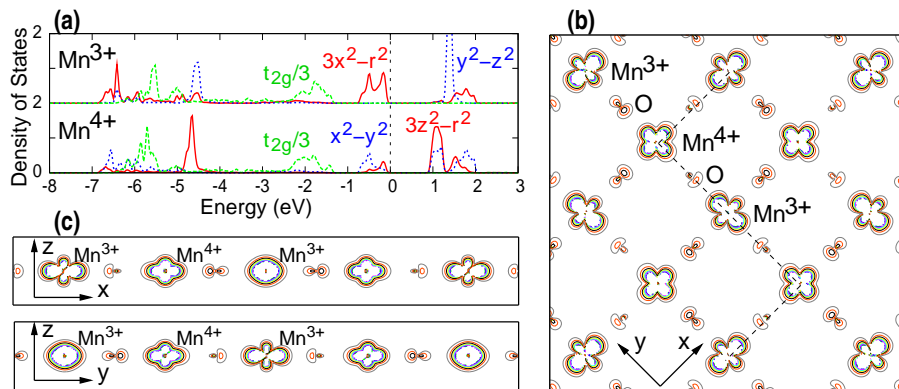 (a)
Density of States
2
Mn3+
3x2−r2
y2−z2
t2g/3
2
Mn4+
t2g/3
x2−y2
3z2−r2
0
-8 -7 -6 -5 -4 -3 -2 -1 0 1 2 3
Energy (eV)
(b)
Mn3+
O
Mn4+
O
Mn3+
y
x
(c)
z
Mn3+
Mn4+
Mn3+
x
z
Mn3+
Mn4+
Mn3+
y